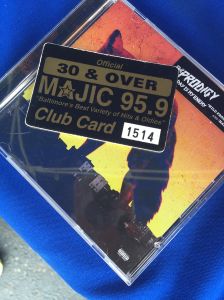 Official
30 & OVER
MAJIC 95.9
"Baltimore's Best Variety of Hits & Oldies"
Club Card
1514
PRODIGY